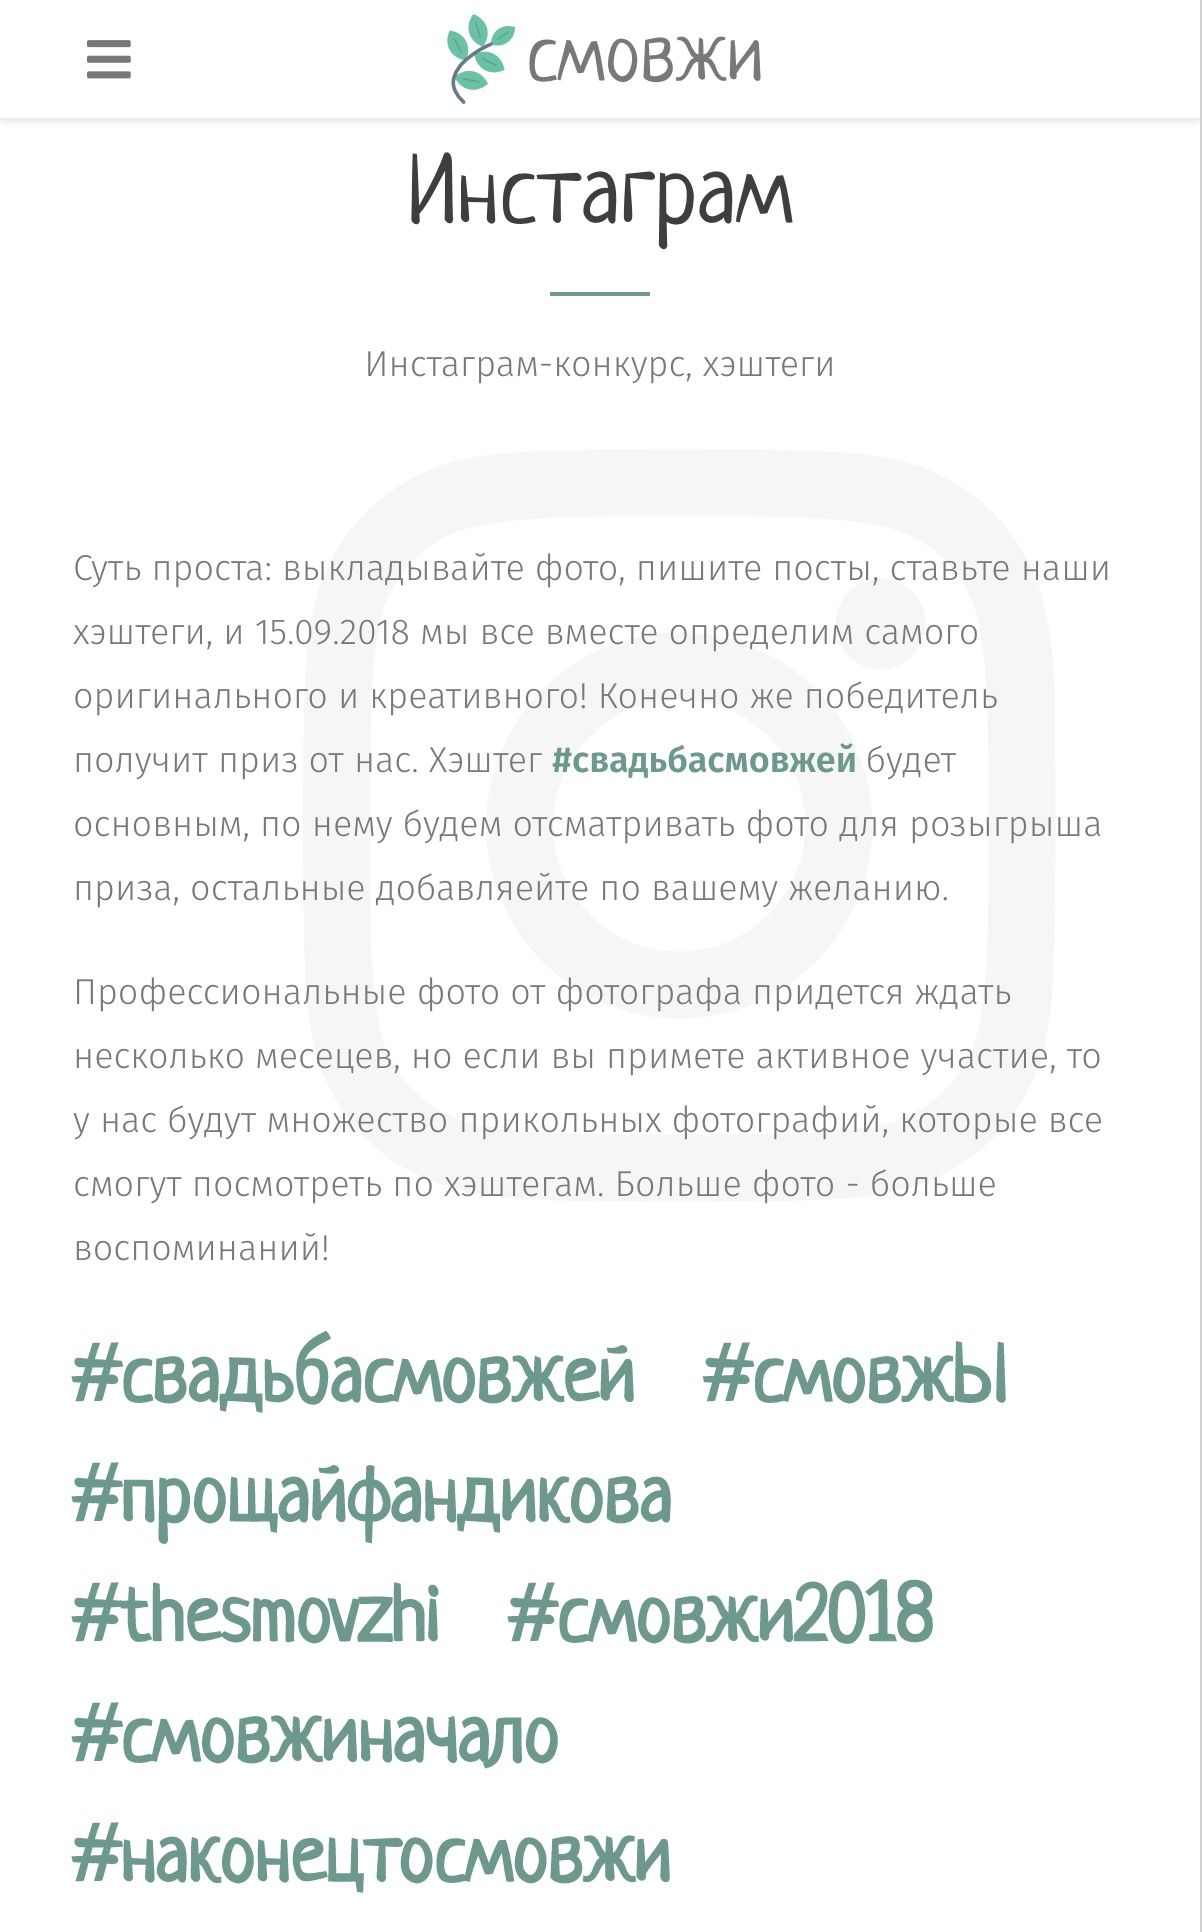 смовжи
Инстаграм
Инстаграм-конкурс, хэштеги
Суть проста: выкладывайте фото, пишите посты, ставьте наши
хэштеги, и 15.09.2018 мы все вместе определим самого
оригинального и креативного! Конечно же победитель
получит приз от нас. Хэштег #свадьбасмовжей будет
основным, по нему будем отсматривать фото для розыгрыша
приза, остальные добавляейте по вашему желанию.
Профессиональные фото от фотографа придется ждать
несколько месецев, но если вы примете активное участие, то
у нас будут множество прикольных фотографий, которые все
смогут посмотреть по хэштегам. Больше фото - больше
воспоминаний!
#свадьбасмовжей #смовжЫ
#прощайфандикова
#thesmovzhi #смовжи2018
#смовжиначало
#наконецтосмовжи